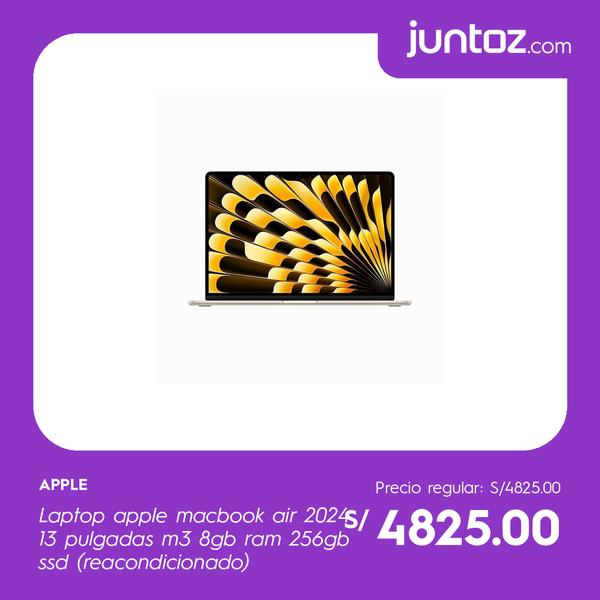 juntoz.com
APPLE
Laptop apple macbook air 2024
13 pulgadas m3 8gb ram 256gb
ssd (reacondicionado)
Precio regular: S/4825.00
S/ 4825.00